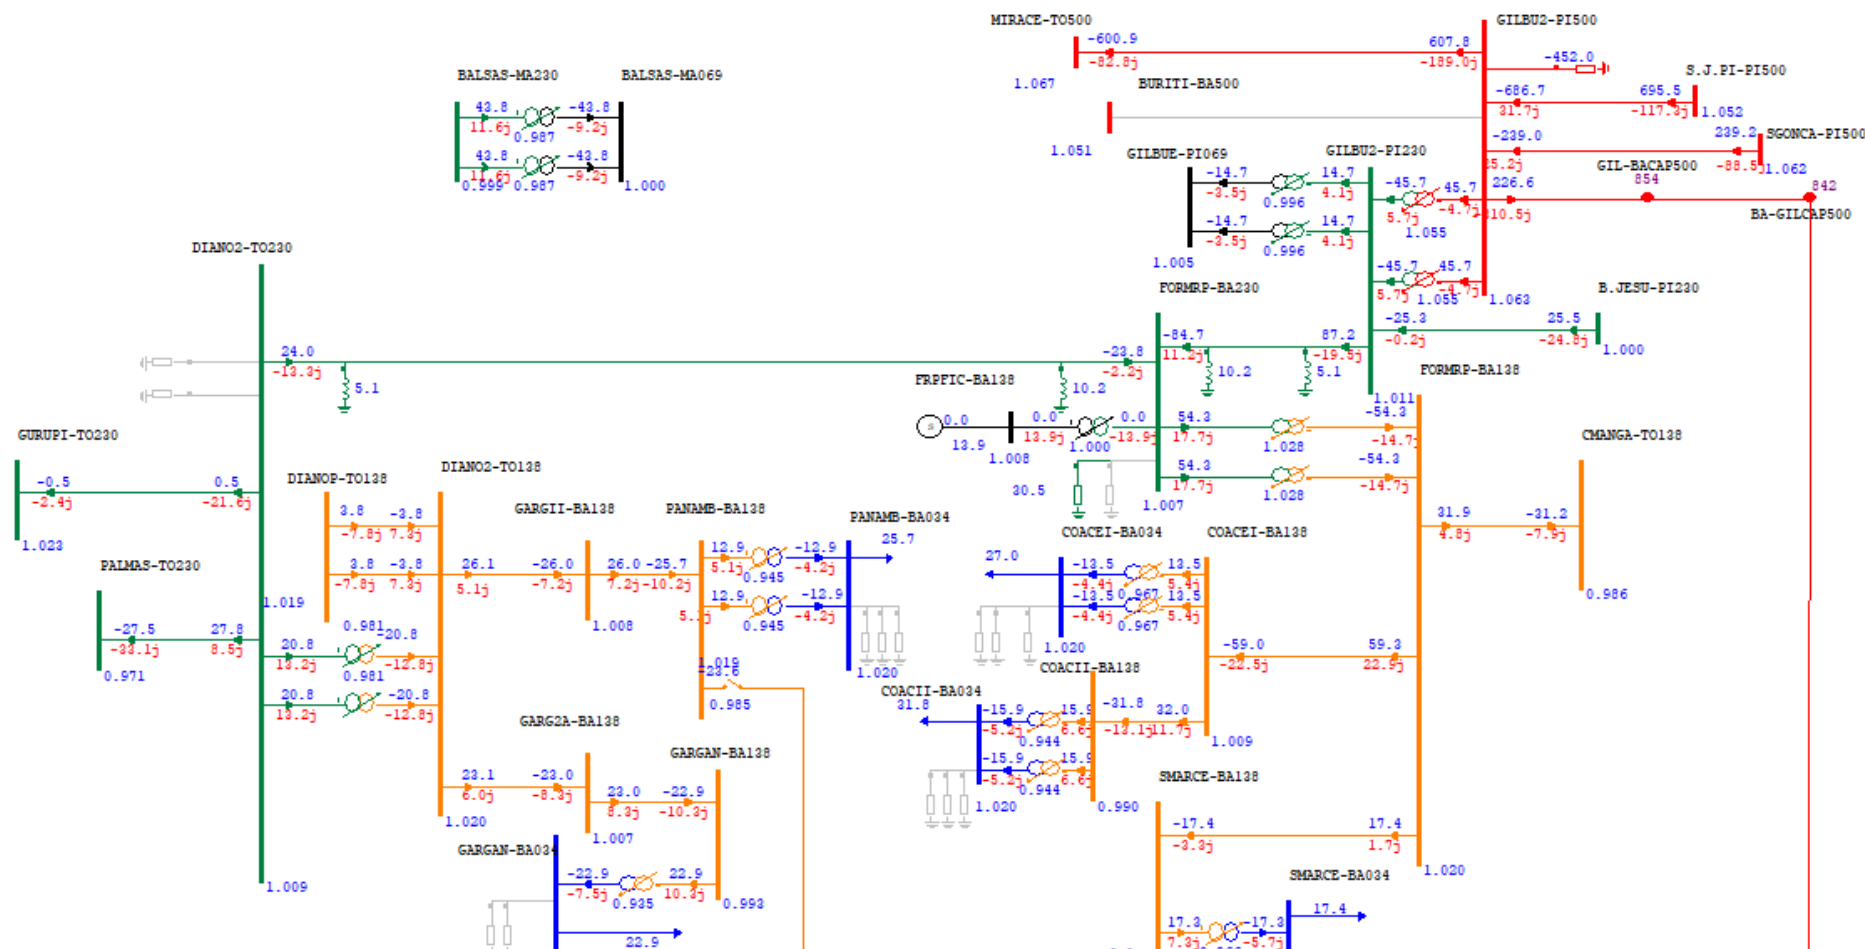 MIRACE-TO500
GILBU2-PI500
-600.9
607.8
-82.8j
-189.0j
-452.0
BALSAS-MA230
BALSAS-MA069
1.067
BURITI-BA500
S.J.PI-PI500
-686.7
695.5
43.8
-43.8
31.7j
-117.3j
1.052
11.6j
-9.2j
0.987
1.051
-239.0
239.2
SGONCA-PI500
GILBUE-PI069
GILBU2-PI230
43.8
-43.8
-88.5
1.062
GIL-BACAP500
11.6j
-9.2j
0.999
0.987
1.000
-14.7
14.7
-45.7
45.7
226.6
854
842
-3.5j
4.1j
0.996
5.7j
-4.7j
BA-GILCAP500
-14.7
14.7
1.055
-3.5j
4.1j
DIANO2-TO230
0.996
1.005
-45.7
45.7
FORMRP-BA230
5.7j
1.055
-4.7j
1.063
B.JESU-PI230
-25.3
25.5
-0.2j
-24.8j
1.000
24.0
-23.8
-84.7
87.2
-13.3j
-2.2j
11.2j
-19.5j
FORMRP-BA138
5.1
10.2
10.2
5.1
FRPFIC-BA138
1.011
0.0
0.0
0.0
54.3
-54.3
13.9
13.9j
1.000
-13.9j
17.7j
1.028
-14.7
1.008
GURUPI-TO230
CMANGA-TO138
54.3
-54.3
17.7j
1.028
-14.7j
30.5
1.007
-0.5
0.5
-2.4j
-21.6j
1.023
DIANOP-TO138
DIANO2-TO138
GARGII-BA138
PANAMB-BA138
PANAMB-BA034
3.8
-3.8
-7.8j
7.3j
25.7
COACEI-BA034
COACEI-BA138
31.9
-31.2
4.8j
-7.9j
12.9
-12.9
5.1j
0.945
-4.2j
27.0
PALMAS-TO230
3.8
-3.8
26.1
-26.0
26.0
-25.7
-7.8j
7.3j
5.1j
-7.2j
7.2j
-10.2j
-13.5
13.5
-4.4j
0.967
5.4j
0.986
1.019
12.9
-12.9
-13.5
13.5
0.945
-4.2j
-4.4j
0.967
5.4j
1.008
-27.5
27.8
0.981
-20.8
-33.1j
8.5j
20.8
13.2j
0.981
-12.8j
0.971
1.019
-23.6
0.985
1.020
1.020
-59.0
59.3
-22.5j
22.9j
COACII-BA138
COACII-BA034
20.8
-20.8
13.2j
-12.8j
31.8
-15.9
15.9
-31.8
32.0
-5.2j
0.944
6.6j
-13.1j
11.7j
GARG2A-BA138
GARGAN-BA138
1.009
-15.9
15.9
-5.2j
0.944
6.6j
SMARCE-BA138
23.1
-23.0
6.0j
-8.3j
23.0
-22.9
8.3j
-10.3j
1.020
0.990
1.020
1.007
-17.4
17.4
-3.3j
1.7j
GARGAN-BA034
1.009
-22.9
22.9
-7.5j
0.935
10.3j
0.993
1.020
SMARCE-BA034
17.4
17.3
-17.3
7.3j
-5.7j
22.9